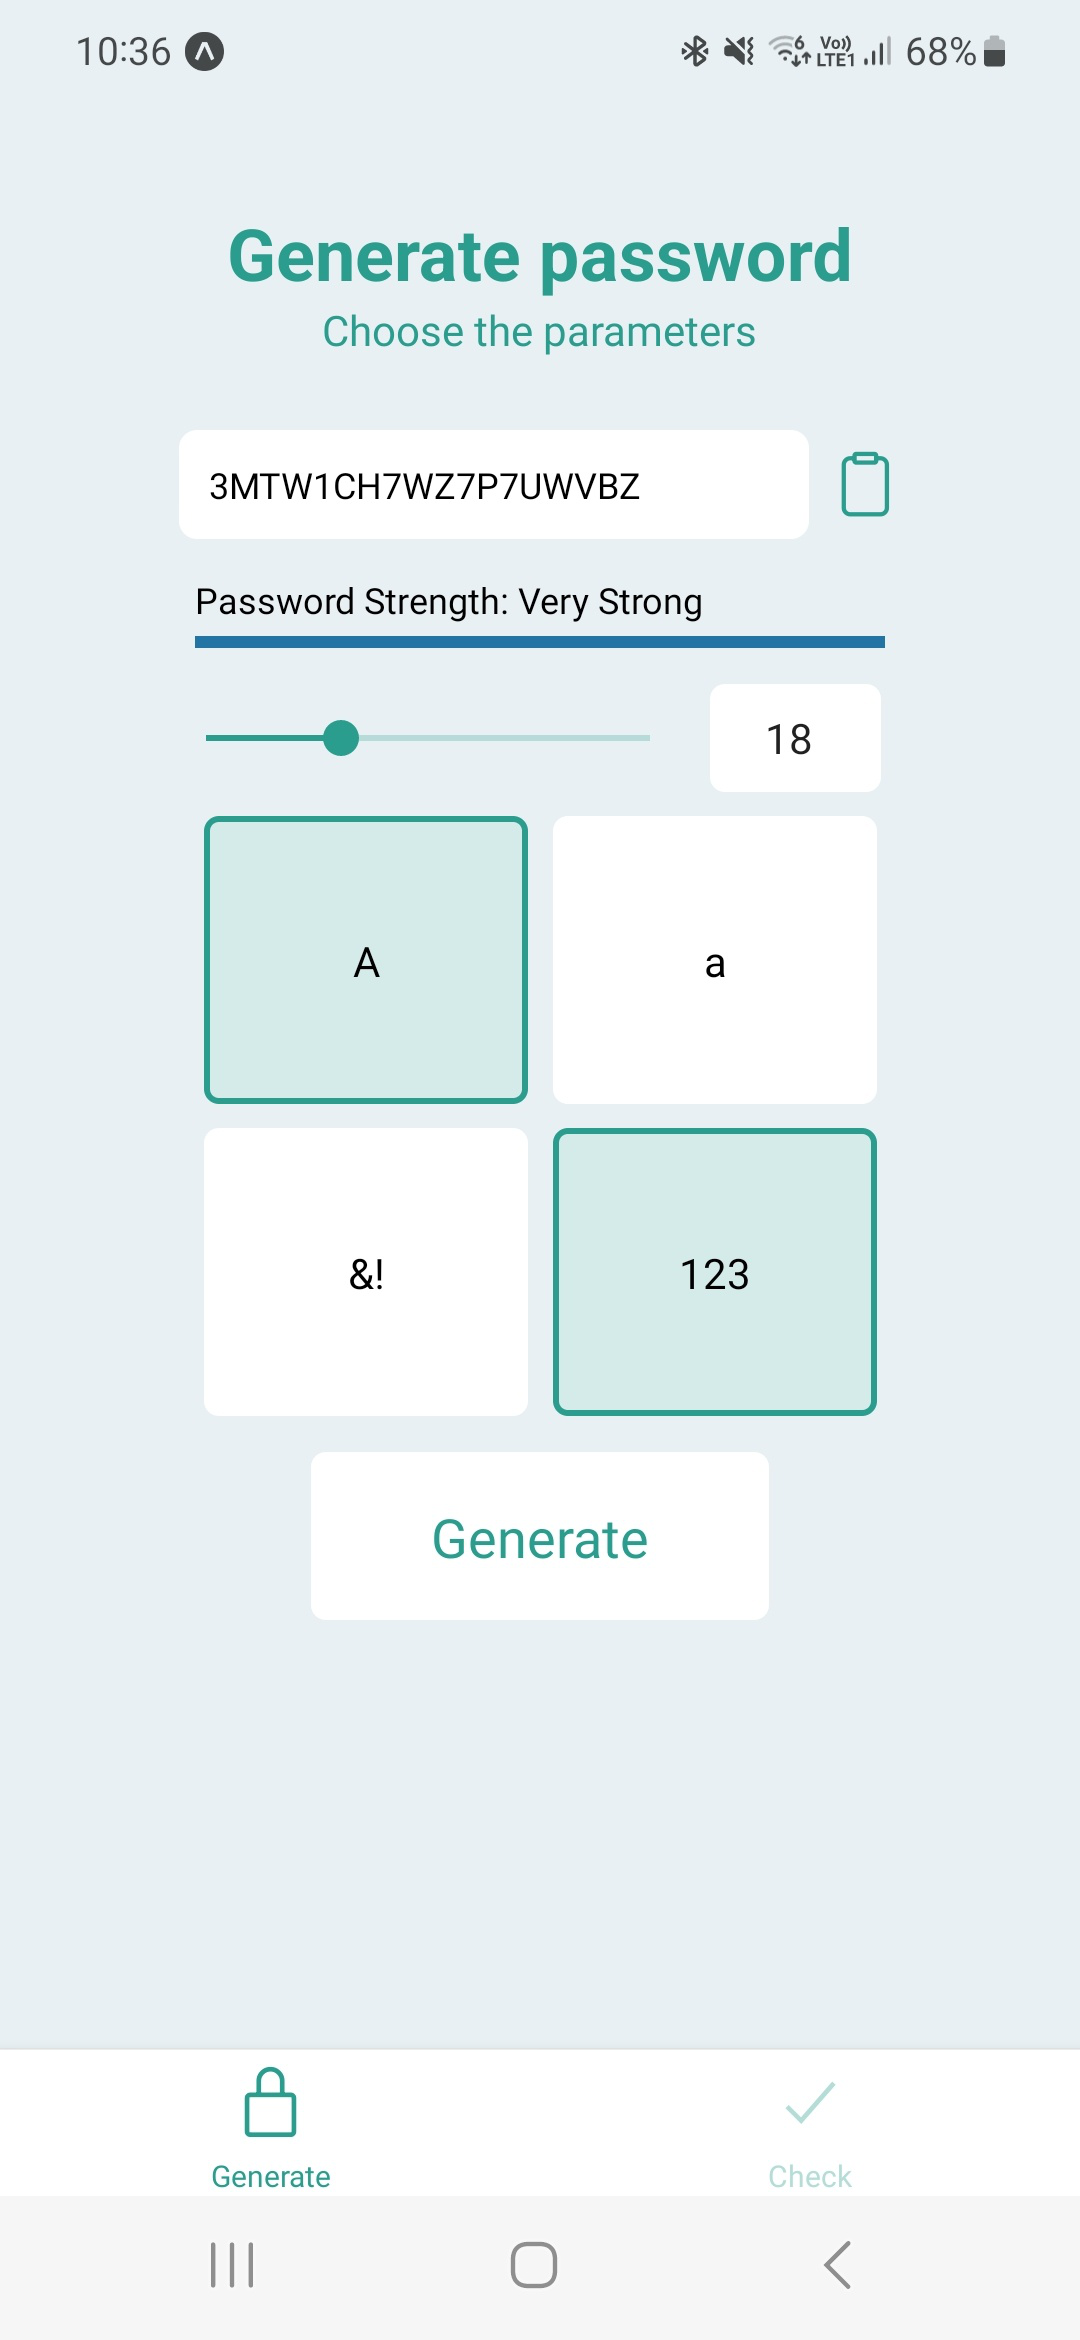 10:36
6 Vo)) LTE1 68%
Generate password
Choose the parameters
3MTW1CH7WZ7P7UWVBZ
Password Strength: Very Strong
18
A
a
&!
123
Generate
Generate
Check